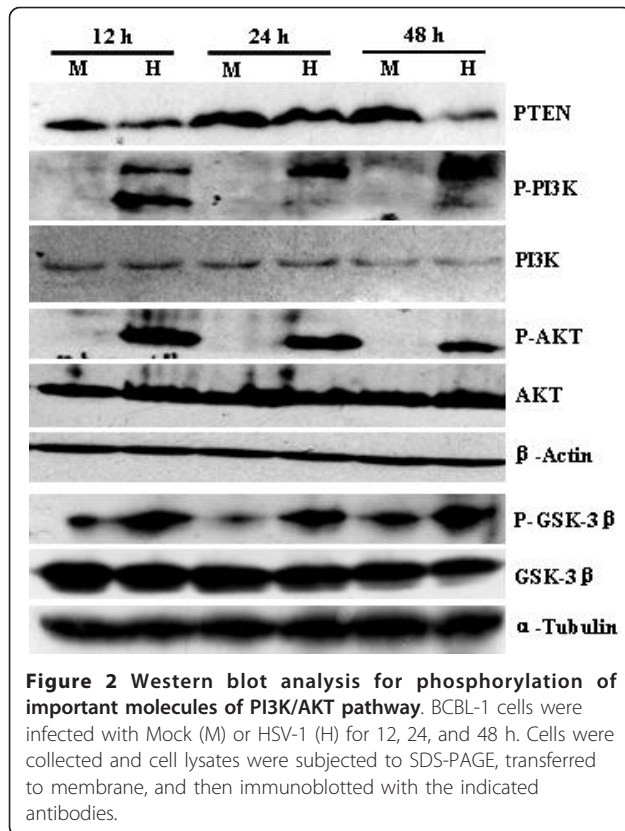 12 h 24 h 48 h
M H M H M H
PTEN
P-PI3K
PI3K
P-AKT
AKT
β-Actin
P-GSK-3β
GSK-3β
α-Tubulin
Figure 2 Western blot analysis for phosphorylation of
important molecules of PI3K/AKT pathway. BCBL-1 cells were
infected with Mock (M) or HSV-1 (H) for 12, 24, and 48 h. Cells were
collected and cell lysates were subjected to SDS-PAGE, transferred
to membrane, and then immunoblotted with the indicated
antibodies.